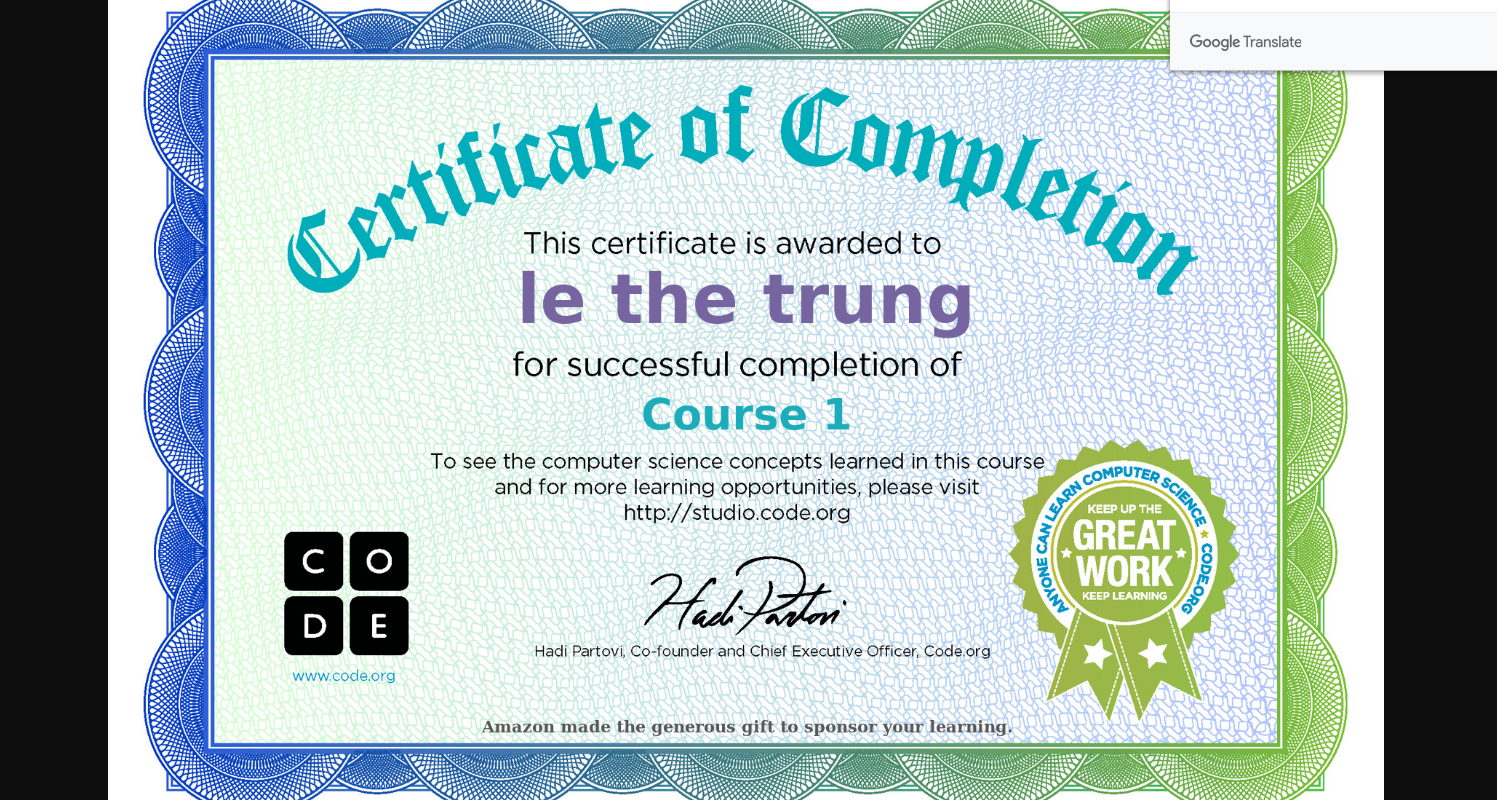 Google Translate
Certificate of Completion
This certificate is awarded to
le the trung
for successful completion of
Course 1
To see the computer science concepts learned in this course
and for more learning opportunities, please visit
http://studio.code.org
ANYONE CAN LEARN COMPUTER SCIENCE ★ CODE.ORG
KEEP UP THE
GREAT
WORK
KEEP LEARNING
C O
D E
www.code.org
Hadi Partovi
Hadi Partovi, Co-founder and Chief Executive Officer, Code.org
Amazon made the generous gift to sponsor your learning.